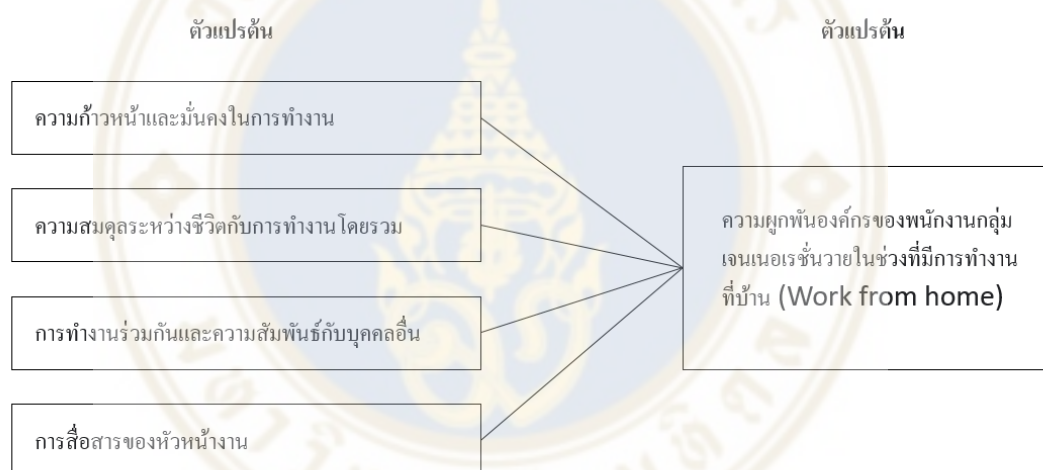 ตัวแปรต้น
ตัวแปรต้น
ความก้าวหน้าและมั่นคงในการทำงาน
ความสมดุลระหว่างชีวิตกับการทำงานโดยรวม
การทำงานร่วมกันและความสัมพันธ์กับบุคคลอื่น
การสื่อสารของหัวหน้างาน
ความผูกพันองค์กรของพนักงานกลุ่ม
เจนเนอเรชั่นวายในช่วงที่มีการทำงาน
ที่บ้าน (Work from home)